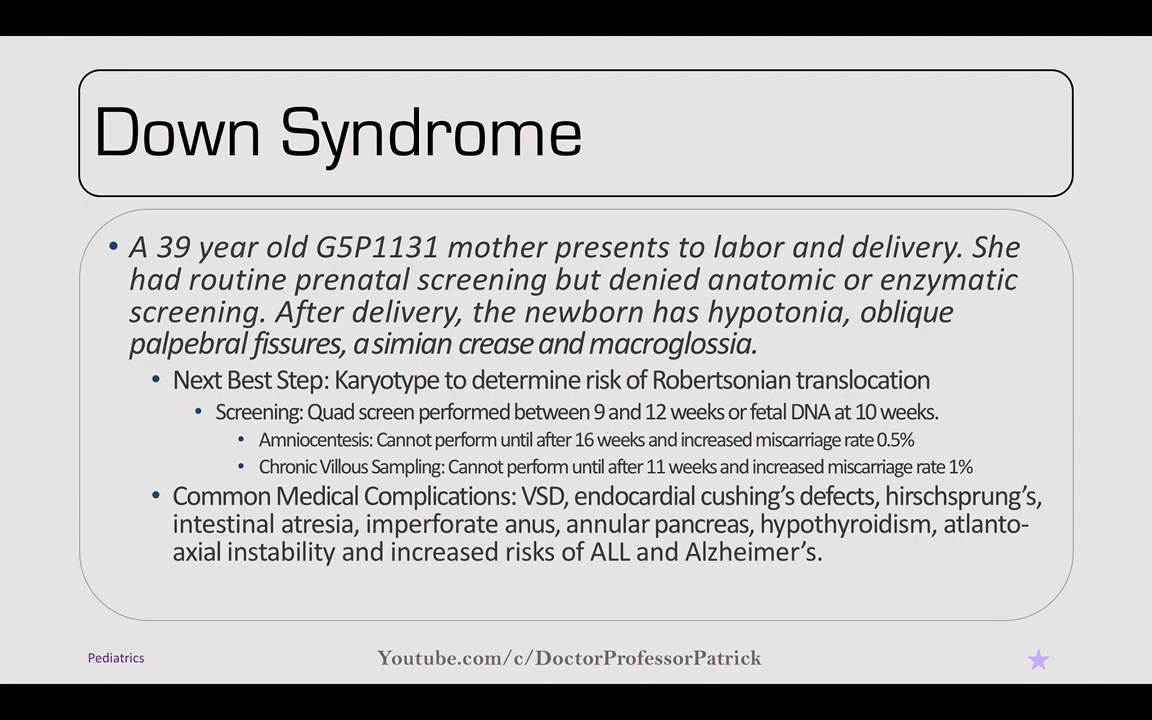 Down Syndrome
• A 39 year old G5P1131 mother presents to labor and delivery. She
had routine prenatal screening but denied anatomic or enzymatic
screening. After delivery, the newborn has hypotonia, oblique
palpebral fissures, a simian crease and macroglossia.
• Next Best Step: Karyotype to determine risk of Robertsonian translocation
• Screening: Quad screen performed between 9 and 12 weeks or fetal DNA at 10 weeks.
• Amniocentesis: Cannot perform until after 16 weeks and increased miscarriage rate 0.5%
• Chronic Villous Sampling: Cannot perform until after 11 weeks and increased miscarriage rate 1%
• Common Medical Complications: VSD, endocardial cushing's defects, hirschsprung's,
intestinal atresia, imperforate anus, annular pancreas, hypothyroidism, atlanto-
axial instability and increased risks of ALL and Alzheimer's.
Pediatrics
Youtube.com/c/DoctorProfessorPatrick